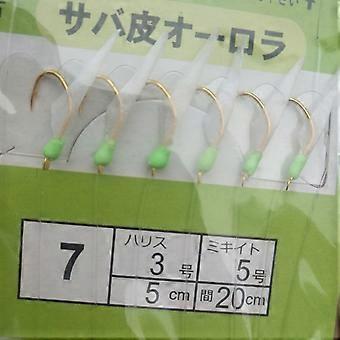 サバ皮オーロラ
7
ハリス ミキイト
3号 5号
5cm 間20cm